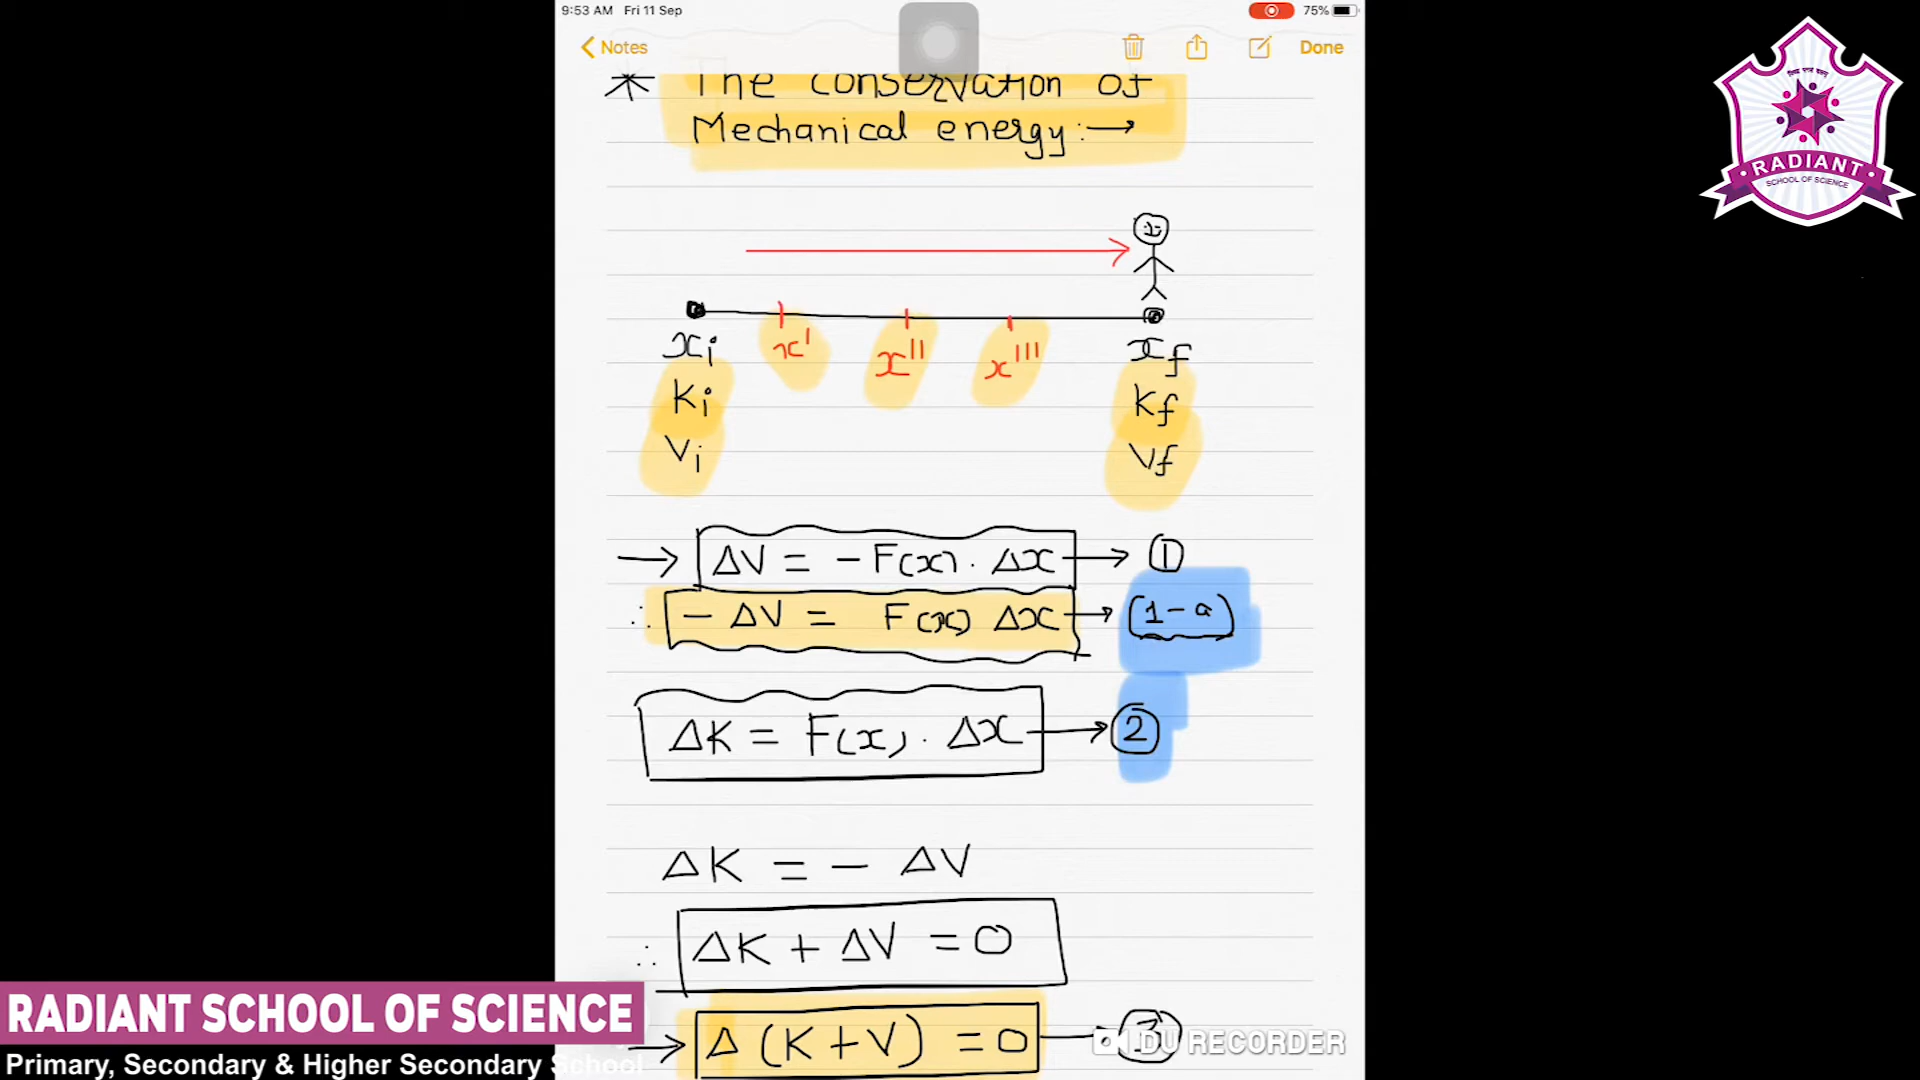 9:53 AM Fri 11 Sep
75%
Notes
Done
* The conservation of
Mechanical energy :→
xi x' x'' x''' xf
Ki Kf
Vi Vf
→ ΔV = - F(x) . Δx → ①
∴ - ΔV = F(x) Δx → (1-a)
ΔK = F(x) . Δx → ②
ΔK = - ΔV
∴ ΔK + ΔV = 0
→ Δ (K + V) = 0 → ③
DU RECORDER
RADIANT SCHOOL OF SCIENCE
Primary, Secondary & Higher Secondary School
RADIANT
SCHOOL OF SCIENCE